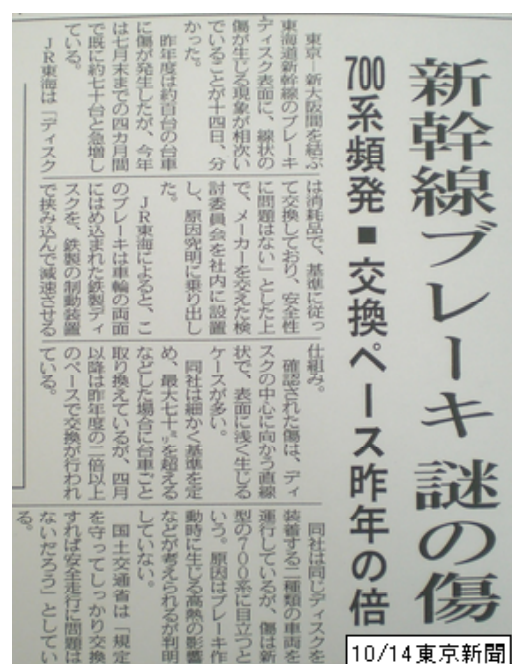 新幹線ブレーキ 謎の傷
700系頻発■交換ペース昨年の倍
東京―新大阪間を結ぶ
東海道新幹線のブレーキ
ディスク表面に、線状の
傷が生じる現象が相次い
でいることが十四日、分
かった。
昨年度は約百台の台車
に傷が発生したが、今年
は七月末までの四カ月間
で既に約七十台と急増し
ている。
JR東海は「ディスク
は消耗品で、基準に従っ
て交換しており、安全性
に問題はない」とした上
で、メーカーを交えた検
討委員会を社内に設置
し、原因究明に乗り出し
た。
JR東海によると、こ
のブレーキは車輪の両面
にはめ込まれた鉄製ディ
スクを、鉄製の制動装置
で挟み込んで減速させる
仕組み。
確認された傷は、ディ
スクの中心に向かう直線
状で、表面に浅く生じる
ケースが多い。
同社は細かく基準を定
め、最大七十㍉を超える
などした場合に台車ごと
取り換えているが、四月
以降は昨年度の二倍以上
のペースで交換が行われ
ている。
同社は同じディスクを
装着する二種類の車両を
運行しているが、傷は新
型の700系に目立つと
いう。原因はブレーキ作
動時に生じる高熱の影響
などが考えられるが判明
していない。
国土交通省は「規定
を守ってしっかり交換
すれば安全走行に問題は
ないだろう」としてい
る。
10/14東京新聞